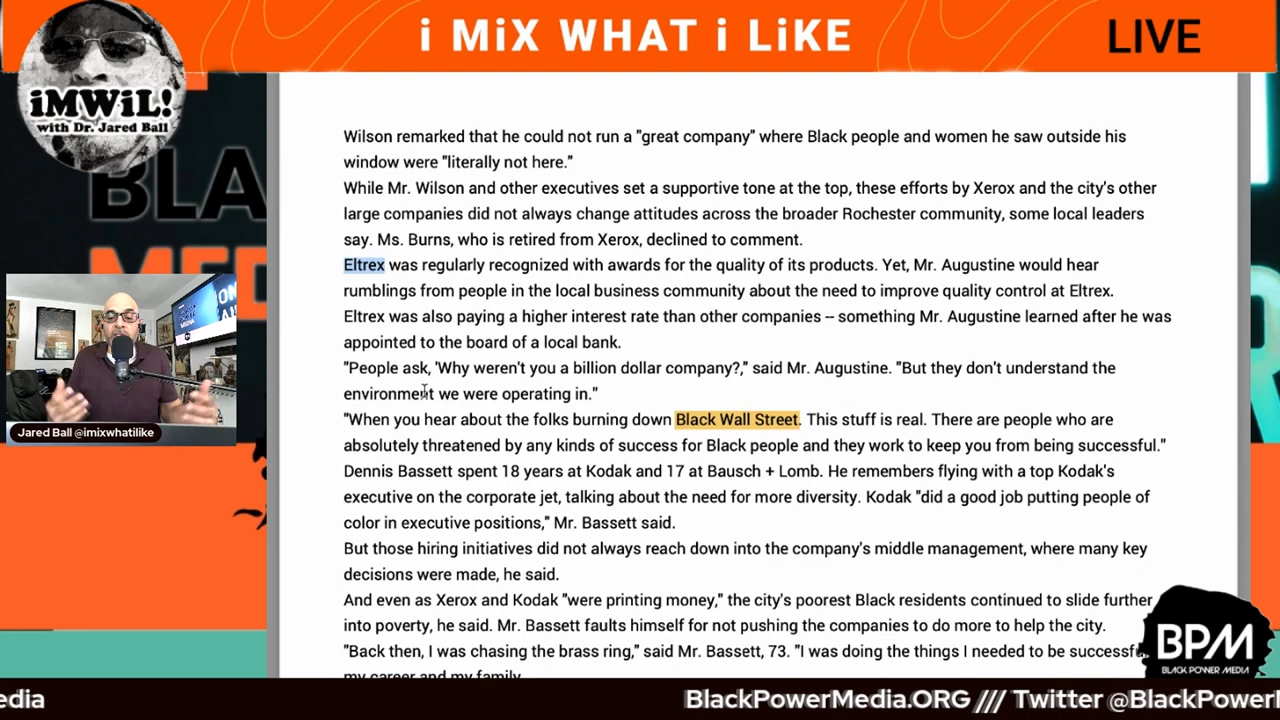 i MiX WHAT i LiKE
LIVE
iMWiL!
with Dr. Jared Ball
BLA
ME
Wilson remarked that he could not run a "great company" where Black people and women he saw outside his
window were "literally not here."
While Mr. Wilson and other executives set a supportive tone at the top, these efforts by Xerox and the city's other
large companies did not always change attitudes across the broader Rochester community, some local leaders
say. Ms. Burns, who is retired from Xerox, declined to comment.
Eltrex was regularly recognized with awards for the quality of its products. Yet, Mr. Augustine would hear
rumblings from people in the local business community about the need to improve quality control at Eltrex.
Eltrex was also paying a higher interest rate than other companies -- something Mr. Augustine learned after he was
appointed to the board of a local bank.
"People ask, 'Why weren't you a billion dollar company?," said Mr. Augustine. "But they don't understand the
environment we were operating in."
"When you hear about the folks burning down Black Wall Street. This stuff is real. There are people who are
absolutely threatened by any kinds of success for Black people and they work to keep you from being successful."
Dennis Bassett spent 18 years at Kodak and 17 at Bausch + Lomb. He remembers flying with a top Kodak's
executive on the corporate jet, talking about the need for more diversity. Kodak "did a good job putting people of
color in executive positions," Mr. Bassett said.
But those hiring initiatives did not always reach down into the company's middle management, where many key
decisions were made, he said.
And even as Xerox and Kodak "were printing money," the city's poorest Black residents continued to slide further
into poverty, he said. Mr. Bassett faults himself for not pushing the companies to do more to help the city.
"Back then, I was chasing the brass ring," said Mr. Bassett, 73. "I was doing the things I needed to be successfu
my career and my family.
Jared Ball @imixwhatilike
BPM
BLACK POWER MEDIA
edia
BlackPowerMedia.ORG /// Twitter @BlackPowerM